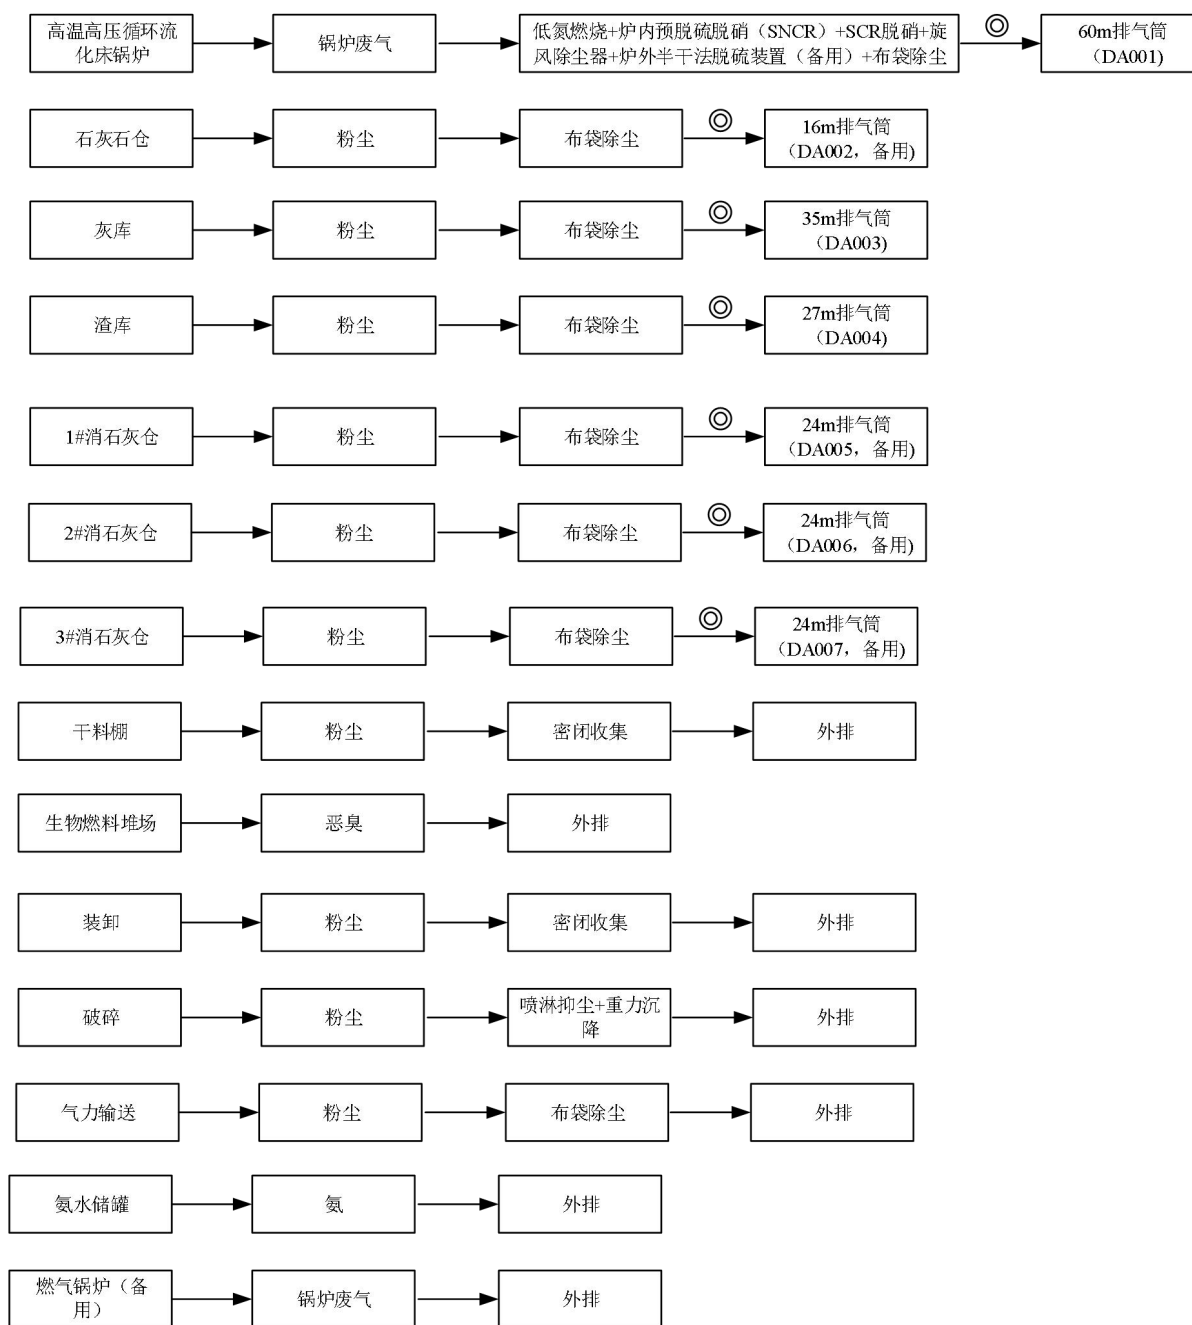 高温高压循环流
化床锅炉
锅炉废气
低氮燃烧+炉内预脱硫脱硝（SNCR）+SCR脱硝+旋
风除尘器+炉外半干法脱硫装置（备用）+布袋除尘
60m排气筒
（DA001)
石灰石仓
粉尘
布袋除尘
16m排气筒
（DA002，备用)
灰库
粉尘
布袋除尘
35m排气筒
（DA003)
渣库
粉尘
布袋除尘
27m排气筒
（DA004)
1#消石灰仓
粉尘
布袋除尘
24m排气筒
（DA005，备用)
2#消石灰仓
粉尘
布袋除尘
24m排气筒
（DA006，备用)
3#消石灰仓
粉尘
布袋除尘
24m排气筒
（DA007，备用)
干料棚
粉尘
密闭收集
外排
生物燃料堆场
恶臭
外排
装卸
粉尘
密闭收集
外排
破碎
粉尘
喷淋抑尘+重力沉
降
外排
气力输送
粉尘
布袋除尘
外排
氨水储罐
氨
外排
燃气锅炉（备
用）
锅炉废气
外排